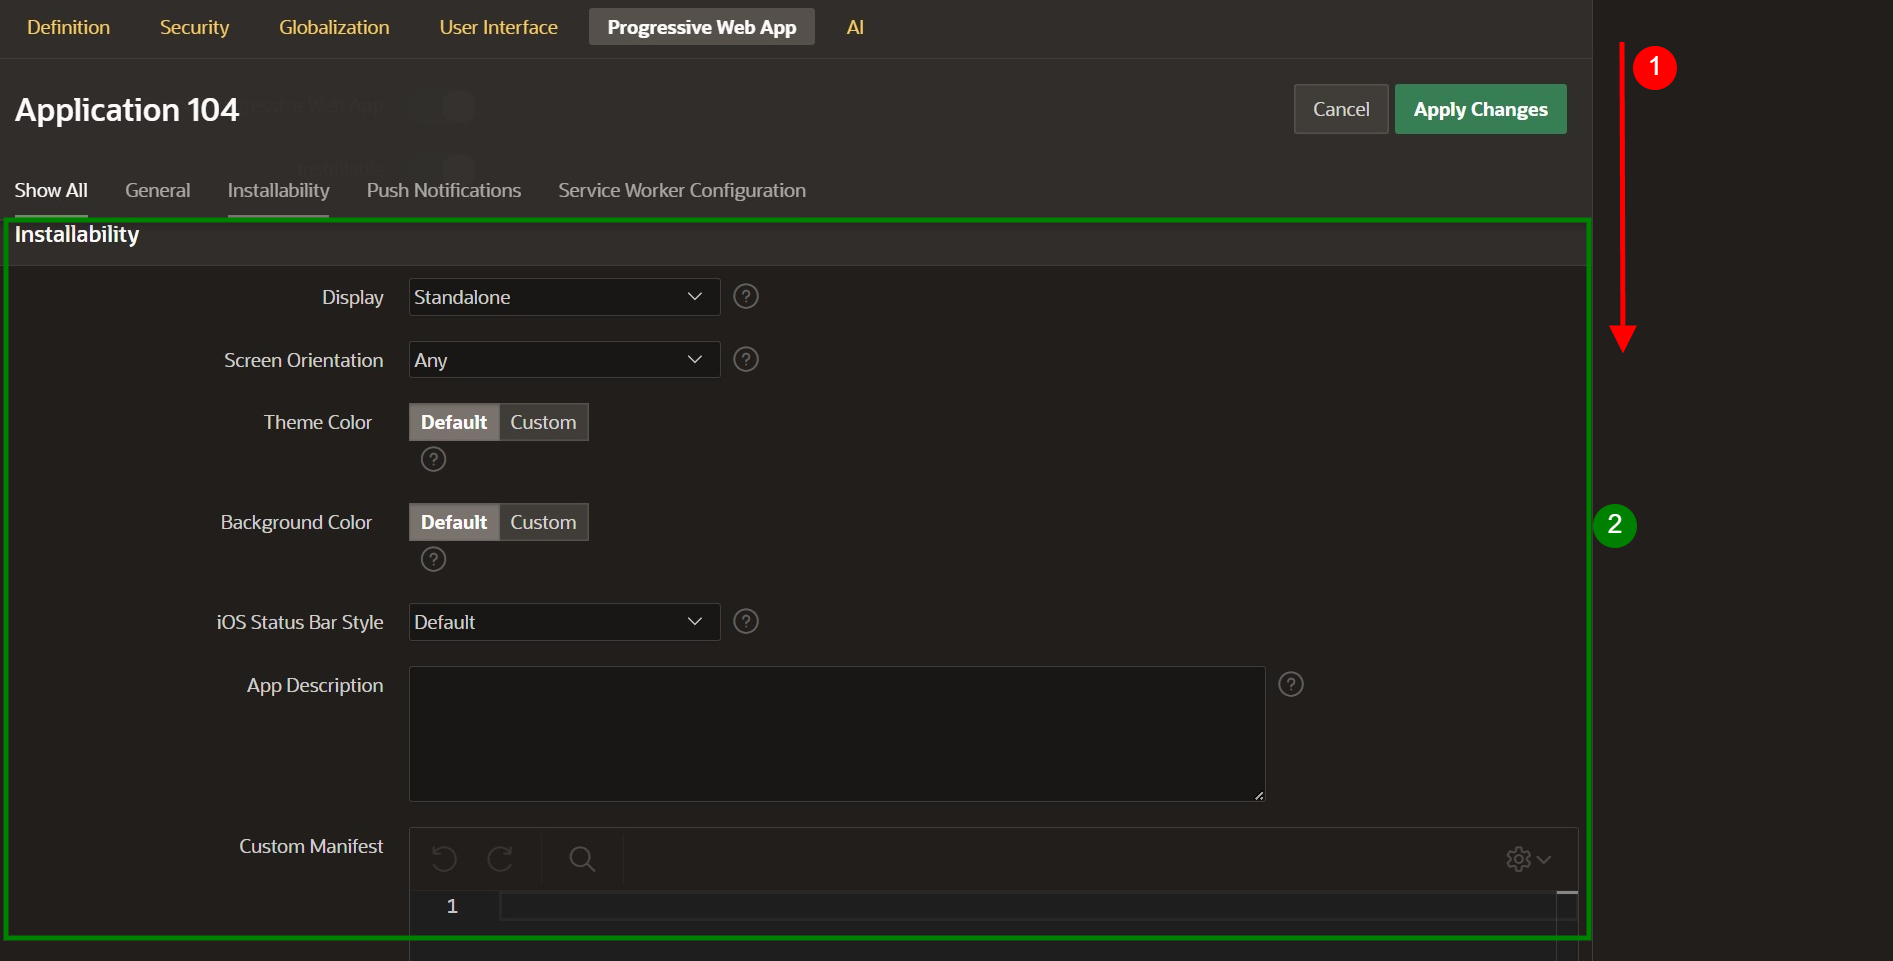 Definition Security Globalization User Interface Progressive Web App AI
1
Application 104
Cancel Apply Changes
Show All General Installability Push Notifications Service Worker Configuration
Installability
Display Standalone ?
Screen Orientation Any ?
Theme Color Default Custom
?
Background Color Default Custom
?
2
iOS Status Bar Style Default ?
App Description ?
Custom Manifest
1